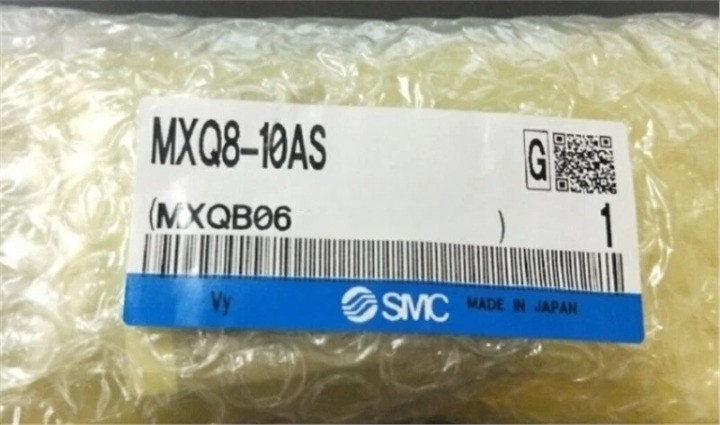 MXQ8-10AS
G
(MXQB06 )
1
Vy
SMC MADE IN JAPAN